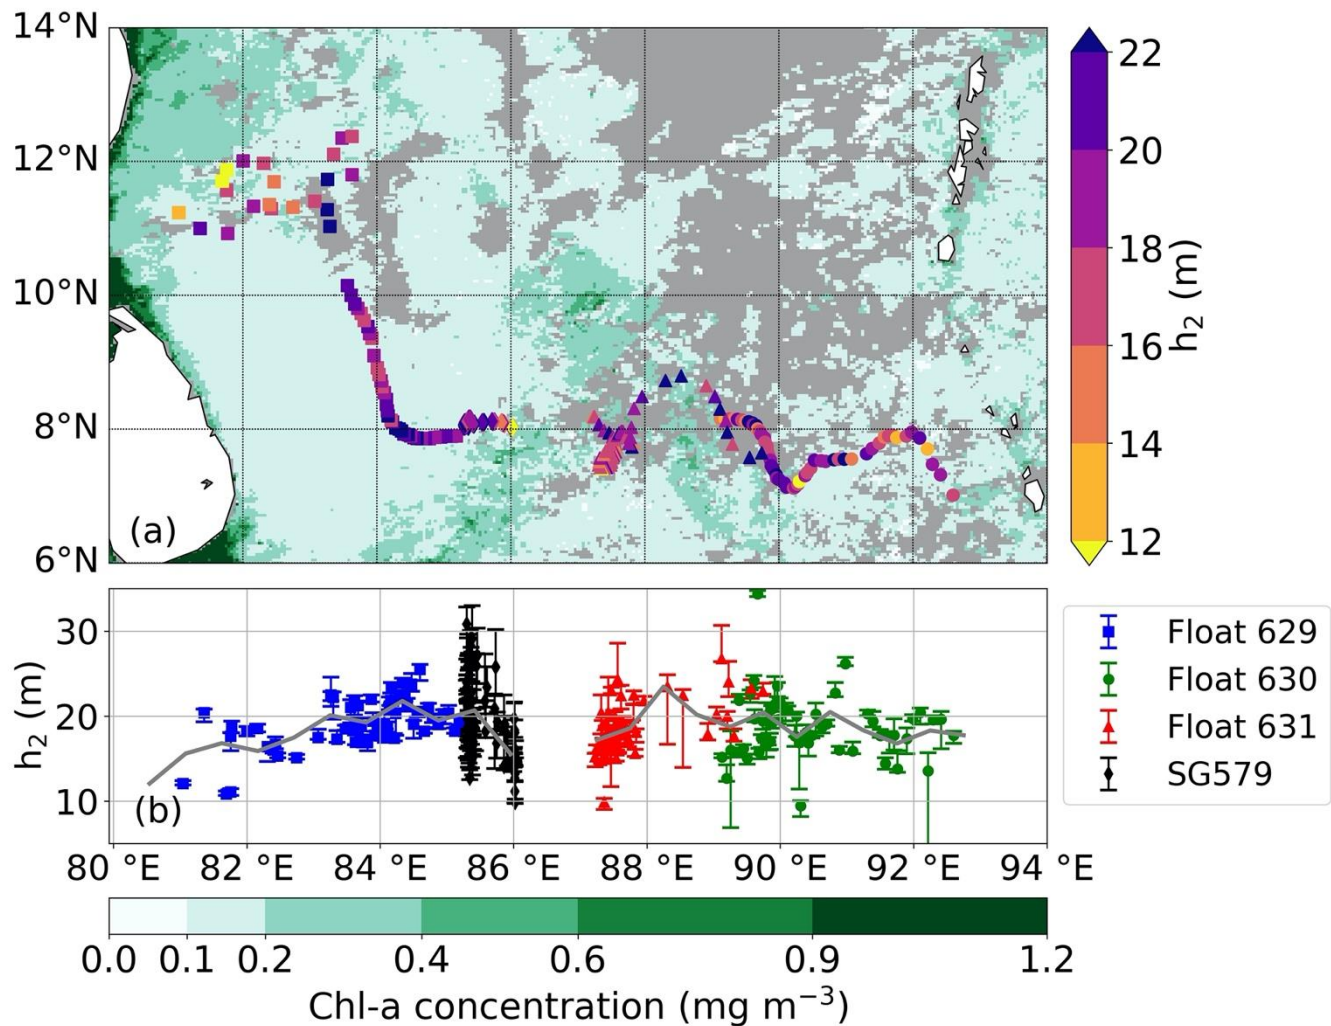 14°N
12°N
10°N
8°N
6°N
(a)
22
20
18
16
14
12
h₂ (m)
30
20
10
h₂ (m)
(b)
80 °E 82 °E 84 °E 86 °E 88 °E 90 °E 92 °E 94 °E
Float 629
Float 630
Float 631
SG579
0.0 0.1 0.2 0.4 0.6 0.9 1.2
Chl-a concentration (mg m⁻³)